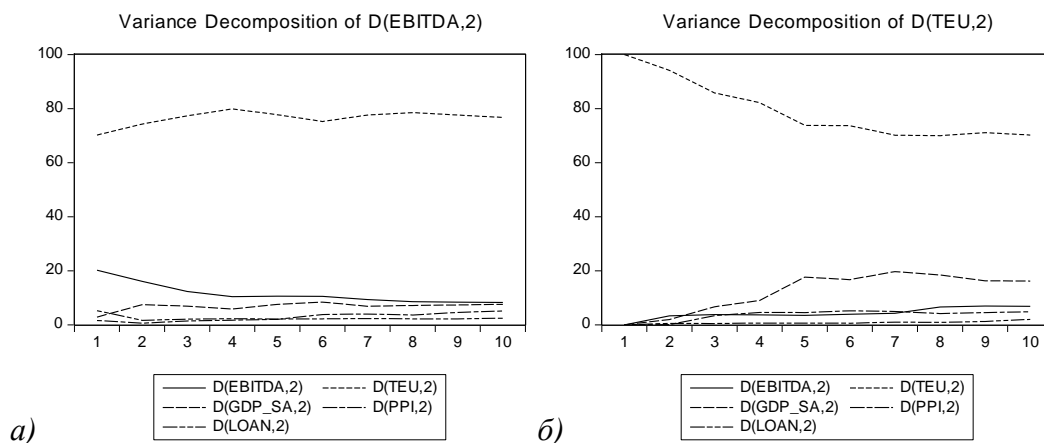 Variance Decomposition of D(EBITDA,2)
100
80
60
40
20
0
1 2 3 4 5 6 7 8 9 10
D(EBITDA,2) D(TEU,2)
D(GDP_SA,2) D(PPI,2)
D(LOAN,2)
а)
Variance Decomposition of D(TEU,2)
100
80
60
40
20
0
1 2 3 4 5 6 7 8 9 10
D(EBITDA,2) D(TEU,2)
D(GDP_SA,2) D(PPI,2)
D(LOAN,2)
б)